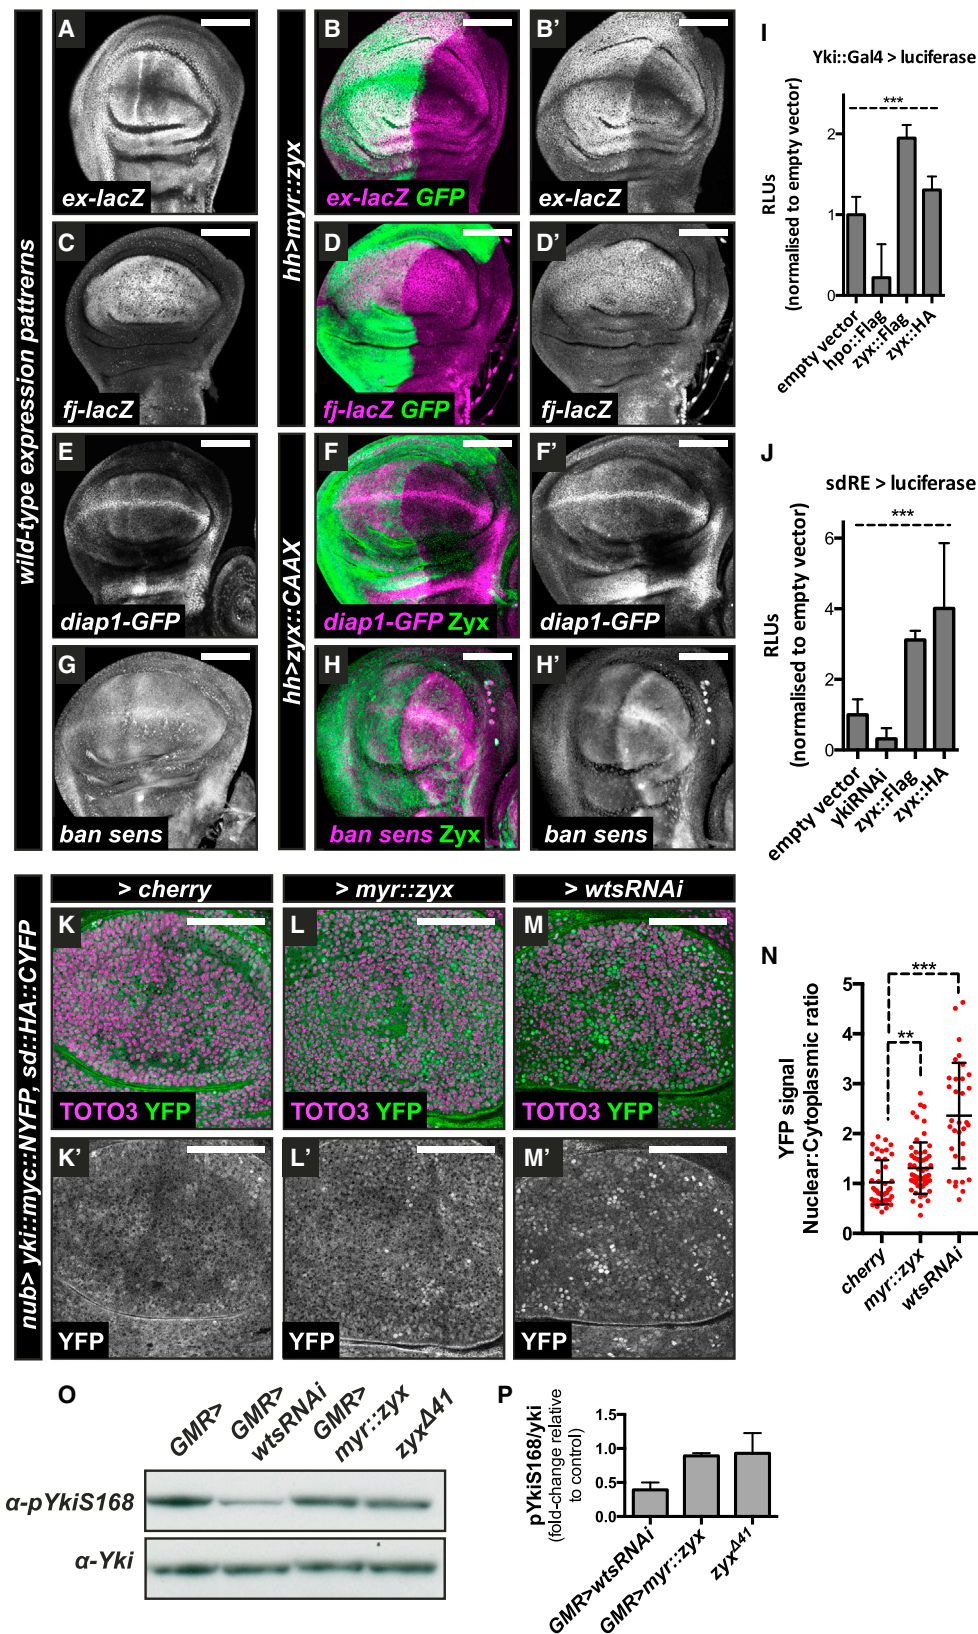 A
B
B'
I
Yki::Gal4 > luciferase
***
RLUs
(normalised to empty vector)
2
1
0
empty vector
hpo::Flag
zyx::Flag
zyx::HA
wild-type expression pattrens
hh>myr::zyx
ex-lacZ
ex-lacZ GFP
ex-lacZ
C
D
D'
fj-lacZ
fj-lacZ GFP
fj-lacZ
E
F
F'
J
sdRE > luciferase
***
RLUs
(normalised to empty vector)
6
4
2
0
empty vector
ykiRNAi
zyx::Flag
zyx::HA
hh>zyx::CAAX
diap1-GFP
diap1-GFP Zyx
diap1-GFP
G
H
H'
ban sens
ban sens Zyx
ban sens
nub> yki::myc::NYFP, sd::HA::CYFP
> cherry
> myr::zyx
> wtsRNAi
K
L
M
TOTO3 YFP
TOTO3 YFP
TOTO3 YFP
K'
L'
M'
YFP
YFP
YFP
N
YFP signal
Nuclear:Cytoplasmic ratio
5
4
3
2
1
0
***
**
cherry
myr::zyx
wtsRNAi
O
GMR>
GMR>
wtsRNAi
GMR>
myr::zyx
zyxΔ41
α-pYkiS168
α-Yki
P
pYkiS168/yki
(fold-change relative
to control)
1.5
1.0
0.5
0.0
GMR>wtsRNAi
GMR>myr::zyx
zyxΔ41